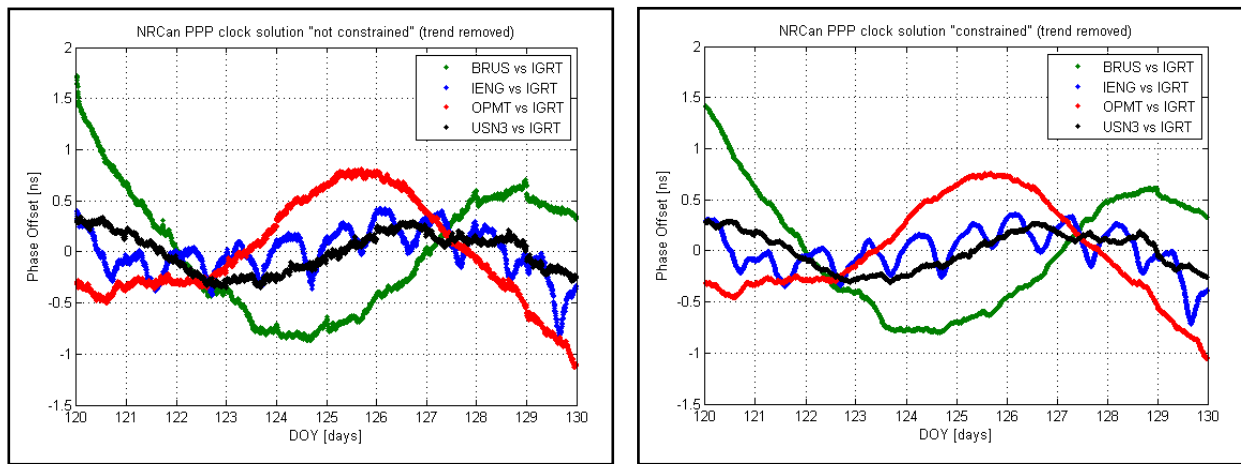 NRCan PPP clock solution "not constrained" (trend removed)
2
1.5
1
0.5
0
-0.5
-1
-1.5
Phase Offset [ns]
BRUS vs IGRT
IENG vs IGRT
OPMT vs IGRT
USN3 vs IGRT
120 121 122 123 124 125 126 127 128 129 130
DOY [days]
NRCan PPP clock solution "constrained" (trend removed)
2
1.5
1
0.5
0
-0.5
-1
-1.5
Phase Offset [ns]
BRUS vs IGRT
IENG vs IGRT
OPMT vs IGRT
USN3 vs IGRT
120 121 122 123 124 125 126 127 128 129 130
DOY [days]